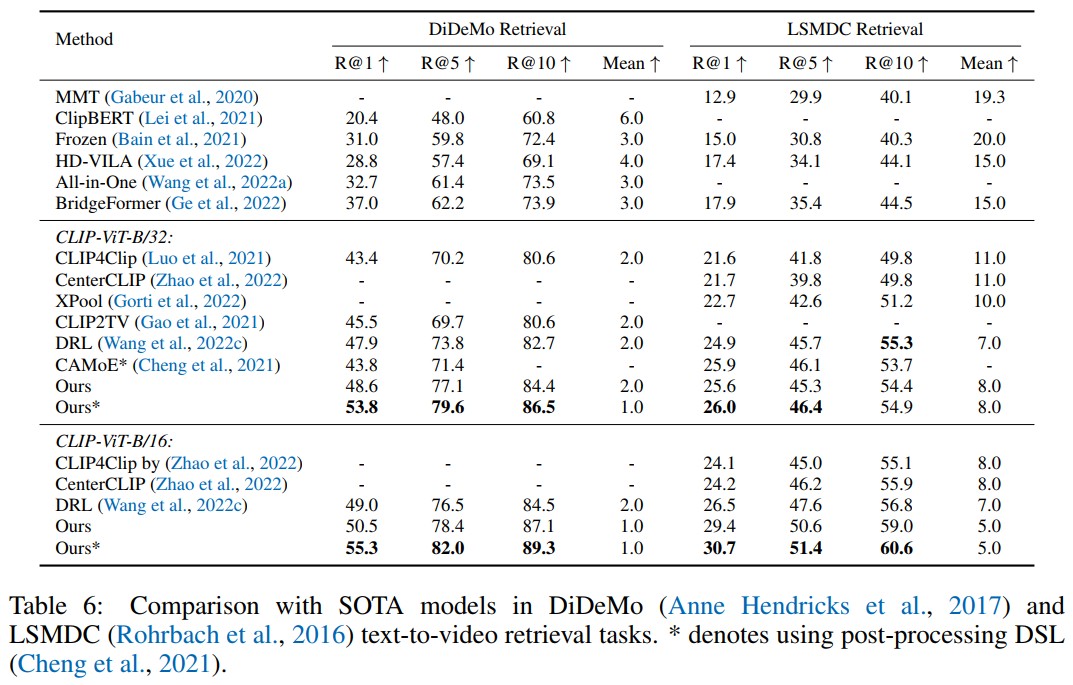 Method DiDeMo Retrieval LSMDC Retrieval
R@1 ↑ R@5 ↑ R@10 ↑ Mean ↑ R@1 ↑ R@5 ↑ R@10 ↑ Mean ↑
MMT (Gabeur et al., 2020) - - - - 12.9 29.9 40.1 19.3
ClipBERT (Lei et al., 2021) 20.4 48.0 60.8 6.0 - - - -
Frozen (Bain et al., 2021) 31.0 59.8 72.4 3.0 15.0 30.8 40.3 20.0
HD-VILA (Xue et al., 2022) 28.8 57.4 69.1 4.0 17.4 34.1 44.1 15.0
All-in-One (Wang et al., 2022a) 32.7 61.4 73.5 3.0 - - - -
BridgeFormer (Ge et al., 2022) 37.0 62.2 73.9 3.0 17.9 35.4 44.5 15.0
CLIP-ViT-B/32:
CLIP4Clip (Luo et al., 2021) 43.4 70.2 80.6 2.0 21.6 41.8 49.8 11.0
CenterCLIP (Zhao et al., 2022) - - - - 21.7 39.8 49.8 11.0
XPool (Gorti et al., 2022) - - - - 22.7 42.6 51.2 10.0
CLIP2TV (Gao et al., 2021) 45.5 69.7 80.6 2.0 - - - -
DRL (Wang et al., 2022c) 47.9 73.8 82.7 2.0 24.9 45.7 55.3 7.0
CAMoE* (Cheng et al., 2021) 43.8 71.4 - - 25.9 46.1 53.7 -
Ours 48.6 77.1 84.4 2.0 25.6 45.3 54.4 8.0
Ours* 53.8 79.6 86.5 1.0 26.0 46.4 54.9 8.0
CLIP-ViT-B/16:
CLIP4Clip by (Zhao et al., 2022) - - - - 24.1 45.0 55.1 8.0
CenterCLIP (Zhao et al., 2022) - - - - 24.2 46.2 55.9 8.0
DRL (Wang et al., 2022c) 49.0 76.5 84.5 2.0 26.5 47.6 56.8 7.0
Ours 50.5 78.4 87.1 1.0 29.4 50.6 59.0 5.0
Ours* 55.3 82.0 89.3 1.0 30.7 51.4 60.6 5.0
Table 6: Comparison with SOTA models in DiDeMo (Anne Hendricks et al., 2017) and
LSMDC (Rohrbach et al., 2016) text-to-video retrieval tasks. * denotes using post-processing DSL
(Cheng et al., 2021).